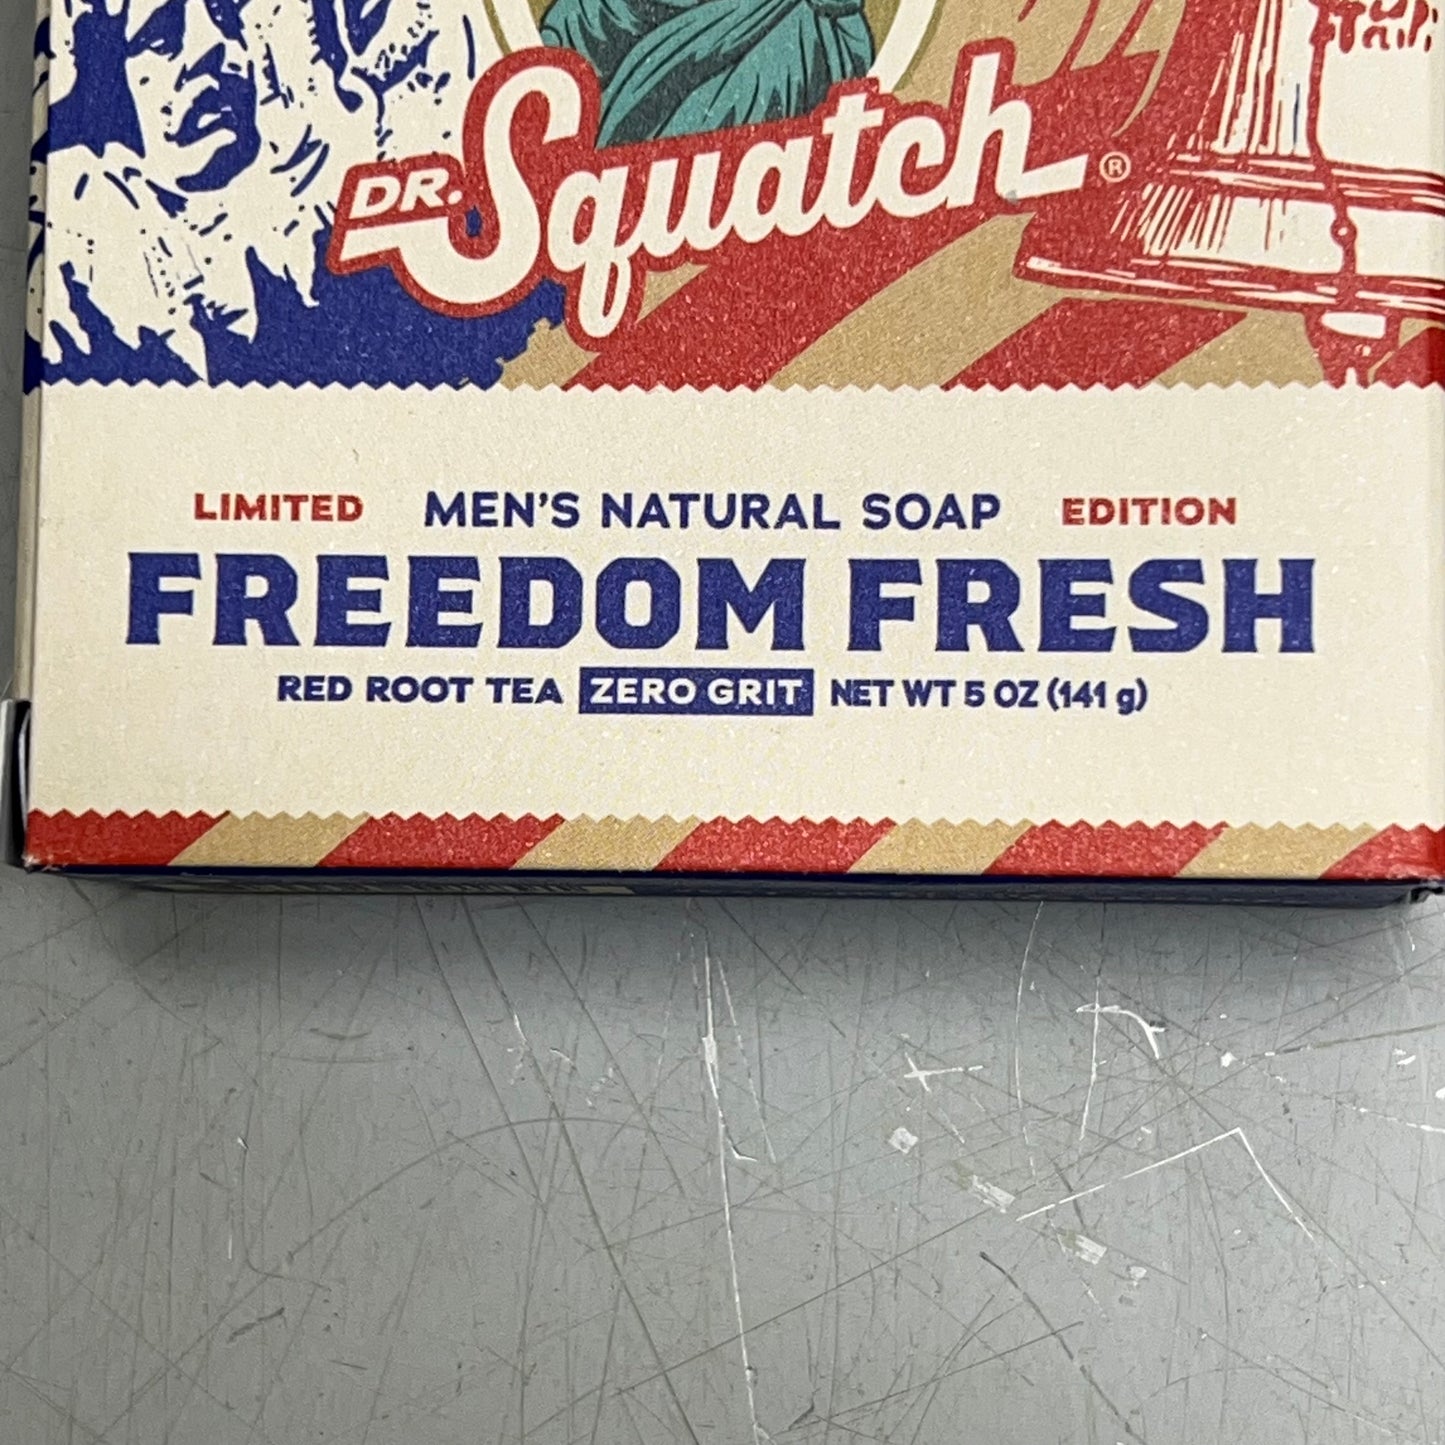 DR. Squatch®
LIMITED MEN'S NATURAL SOAP EDITION
FREEDOM FRESH
RED ROOT TEA ZERO GRIT NET WT 5 OZ (141 g)